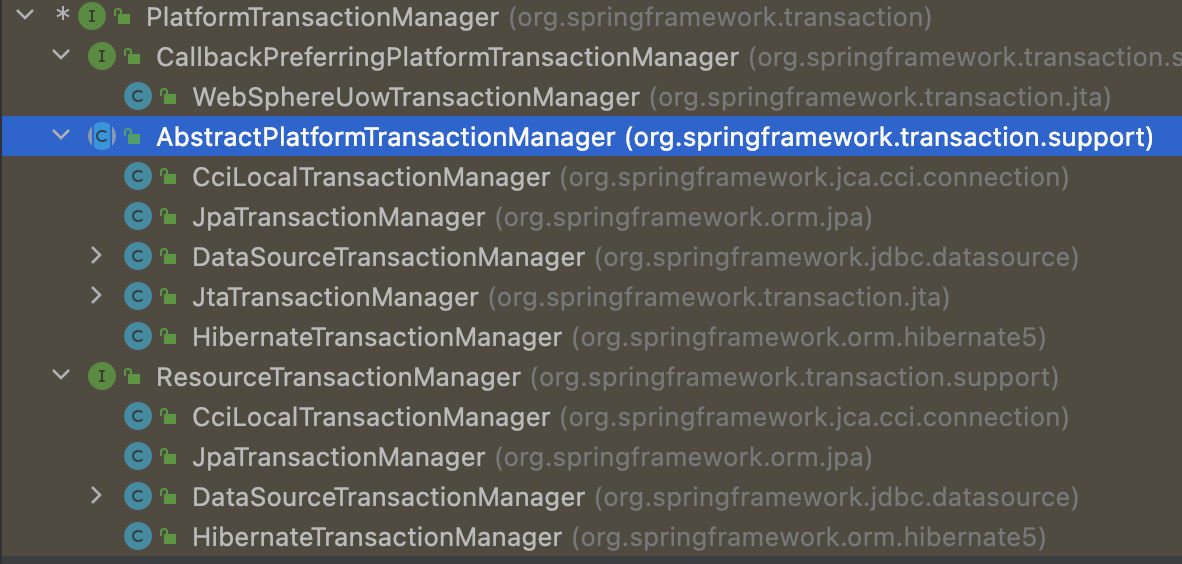 * I PlatformTransactionManager (org.springframework.transaction)
I CallbackPreferringPlatformTransactionManager (org.springframework.transaction.s
C WebSphereUowTransactionManager (org.springframework.transaction.jta)
C AbstractPlatformTransactionManager (org.springframework.transaction.support)
C CciLocalTransactionManager (org.springframework.jca.cci.connection)
C JpaTransactionManager (org.springframework.orm.jpa)
C DataSourceTransactionManager (org.springframework.jdbc.datasource)
C JtaTransactionManager (org.springframework.transaction.jta)
C HibernateTransactionManager (org.springframework.orm.hibernate5)
I ResourceTransactionManager (org.springframework.transaction.support)
C CciLocalTransactionManager (org.springframework.jca.cci.connection)
C JpaTransactionManager (org.springframework.orm.jpa)
C DataSourceTransactionManager (org.springframework.jdbc.datasource)
C HibernateTransactionManager (org.springframework.orm.hibernate5)